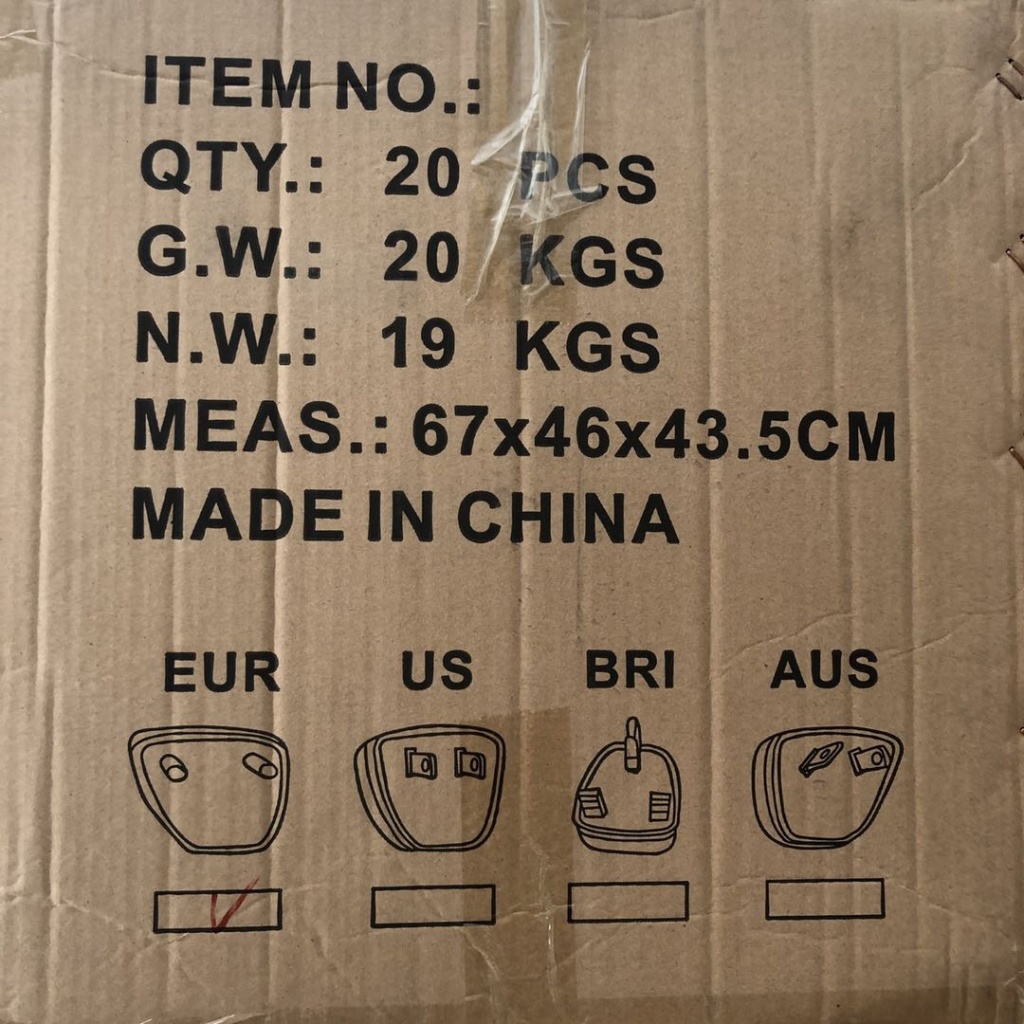 ITEM NO.:
QTY.: 20 PCS
G.W.: 20 KGS
N.W.: 19 KGS
MEAS.: 67x46x43.5CM
MADE IN CHINA
EUR US BRI AUS